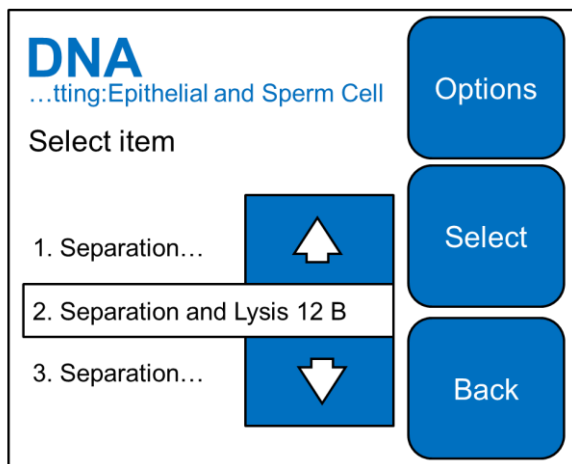 DNA
...tting:Epithelial and Sperm Cell
Select item
1. Separation...
2. Separation and Lysis 12 B
3. Separation...
Options
Select
Back